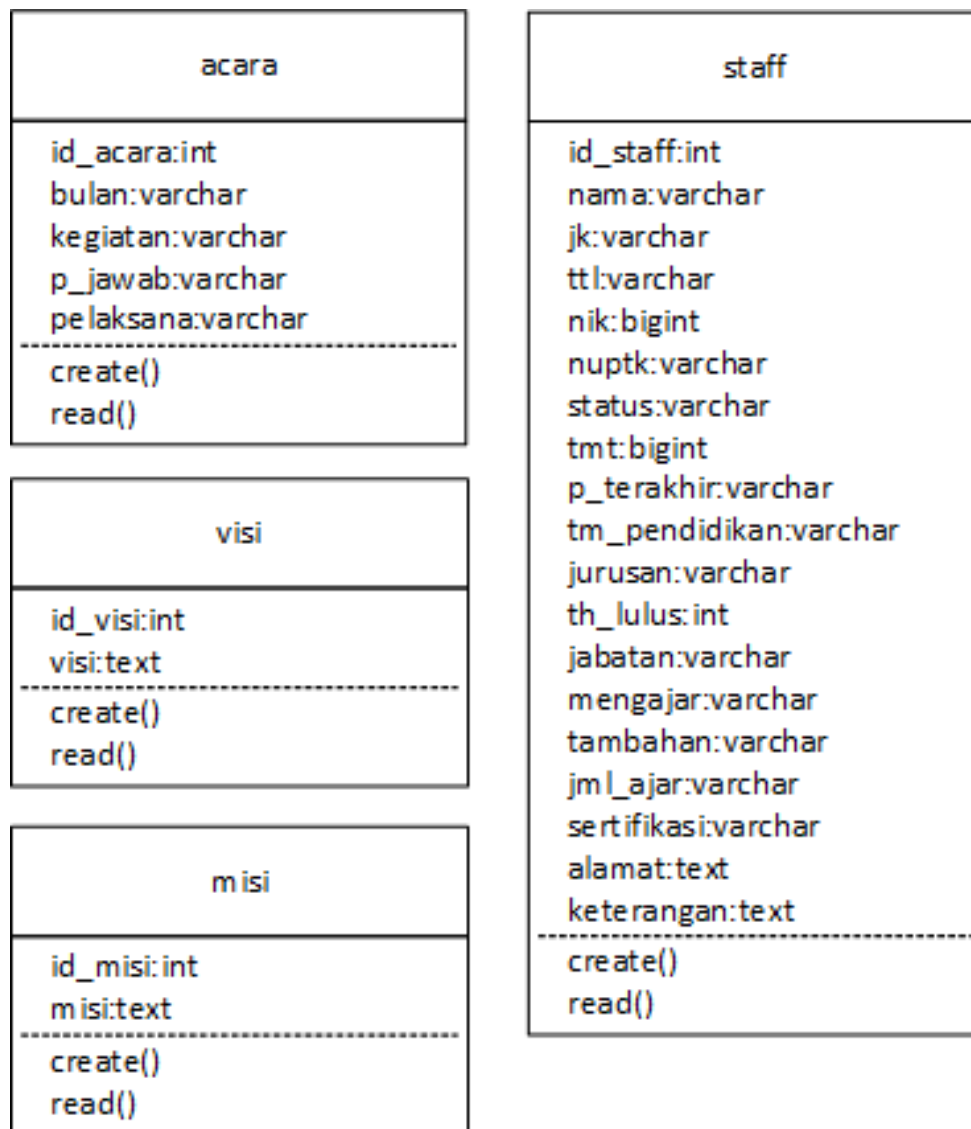 acara
id_acara:int
bulan:varchar
kegiatan:varchar
p_jawab:varchar
pelaksana:varchar
create()
read()
visi
id_visi:int
visi:text
create()
read()
misi
id_misi:int
misi:text
create()
read()
staff
id_staff:int
nama:varchar
jk:varchar
ttl:varchar
nik:bigint
nuptk:varchar
status:varchar
tmt:bigint
p_terakhir:varchar
tm_pendidikan:varchar
jurusan:varchar
th_lulus:int
jabatan:varchar
mengajar:varchar
tambahan:varchar
jml_ajar:varchar
sertifikasi:varchar
alamat:text
keterangan:text
create()
read()